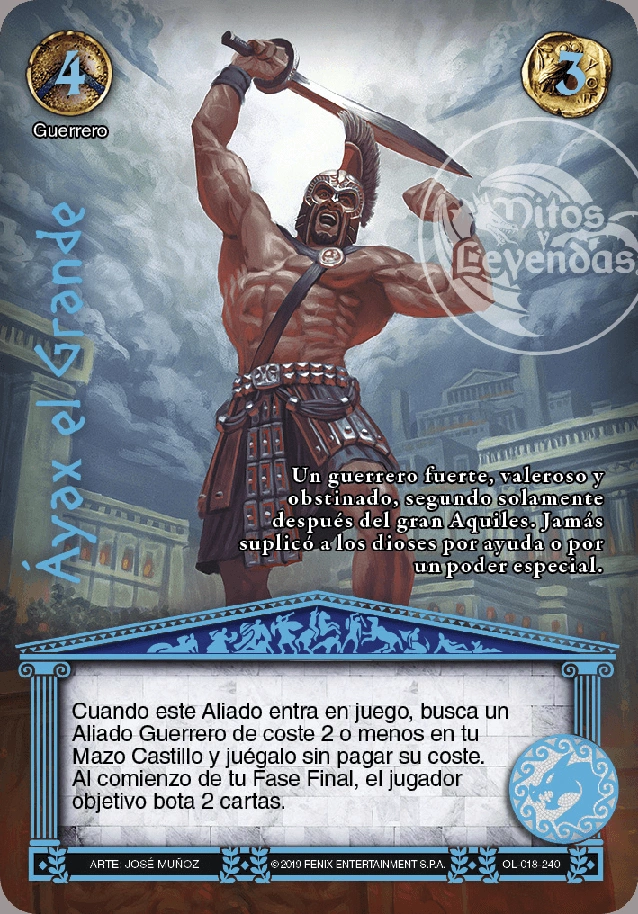 4
3
Guerrero
Mitos
y
Leyendas
Áyax el Grande
Un guerrero fuerte, valeroso y
obstinado, segundo solamente
después del gran Aquiles. Jamás
suplicó a los dioses por ayuda o por
un poder especial.
Cuando este Aliado entra en juego, busca un
Aliado Guerrero de coste 2 o menos en tu
Mazo Castillo y juégalo sin pagar su coste.
Al comienzo de tu Fase Final, el jugador
objetivo bota 2 cartas.
ARTE: JOSÉ MUÑOZ
©2019 FENIX ENTERTAINMENT S.P.A.
OL-018-240